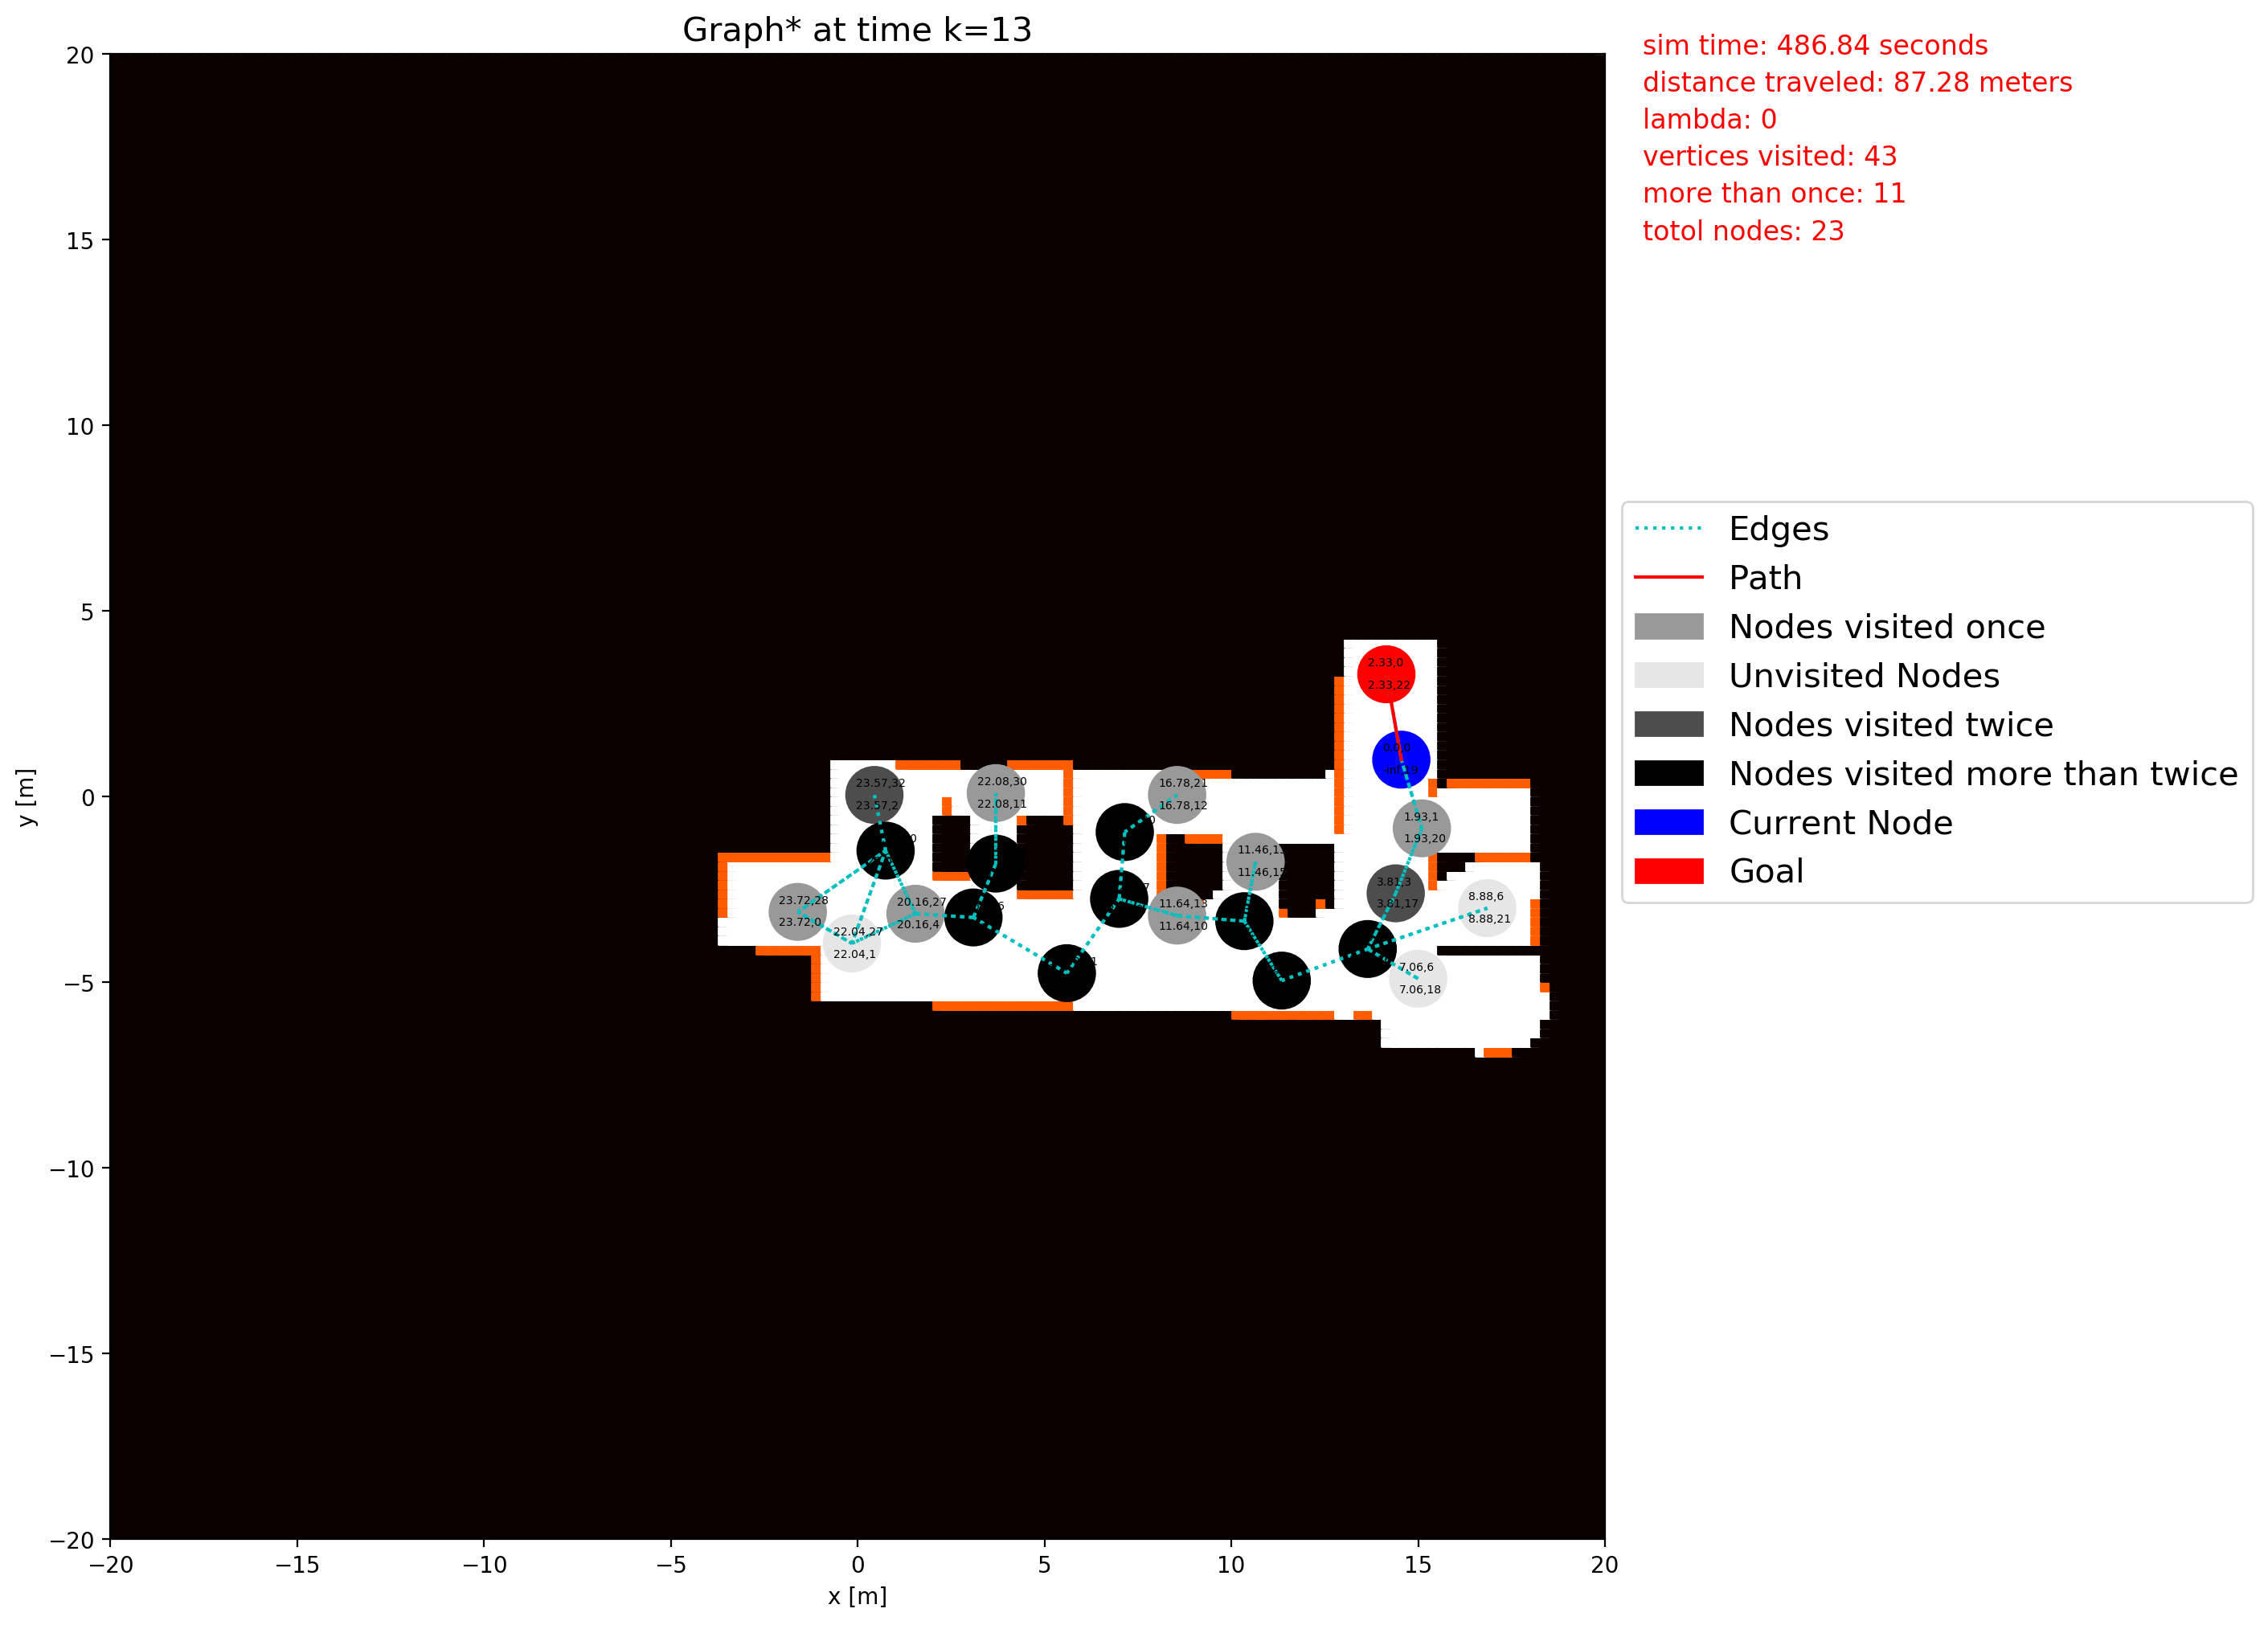 Graph* at time k=13
sim time: 486.84 seconds
distance traveled: 87.28 meters
lambda: 0
vertices visited: 43
more than once: 11
totol nodes: 23
Edges
Path
Nodes visited once
Unvisited Nodes
Nodes visited twice
Nodes visited more than twice
Current Node
Goal
y [m]
20
15
10
5
0
−5
−10
−15
−20
−20
−15
−10
−5
0
5
10
15
20
x [m]
2.33,0
2.33,22
0.0,0
23.57,32
23.57,2
22.08,30
22.08,11
16.78,21
16.78,12
1.93,1
1.93,20
11.46,15
3.81,3
3.81,17
23.72,28
23.72,0
22.04,27
22.04,1
20.16,27
20.16,4
11.64,13
11.64,10
8.88,6
8.88,21
7.06,6
7.06,18